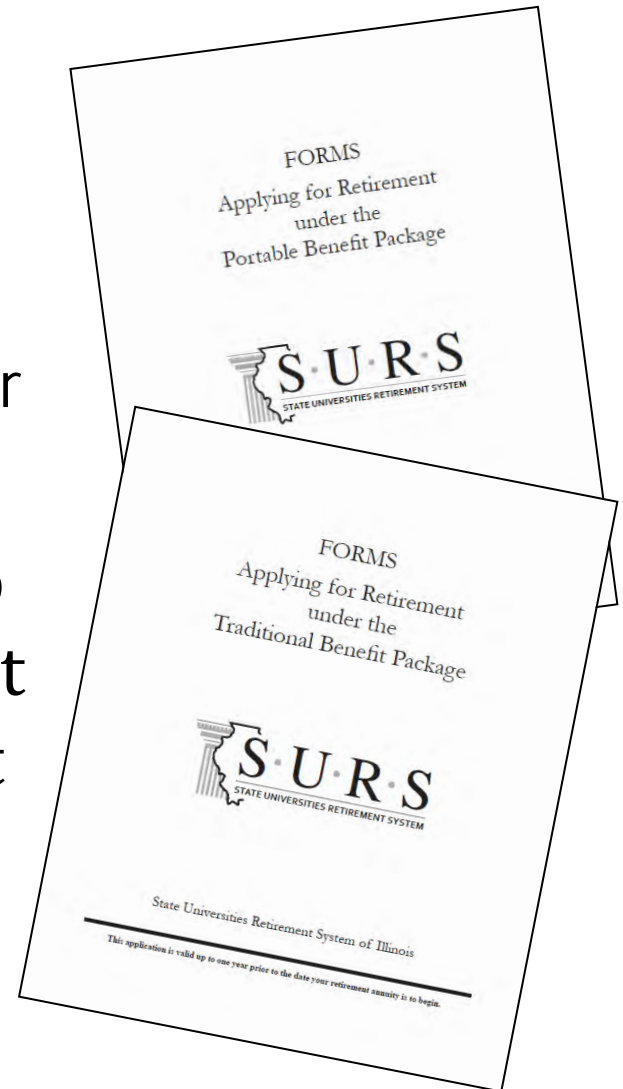 FORMS
Applying for Retirement
under the
Portable Benefit Package
S·U·R·S
STATE UNIVERSITIES RETIREMENT SYSTEM
FORMS
Applying for Retirement
under the
Traditional Benefit Package
S·U·R·S
STATE UNIVERSITIES RETIREMENT SYSTEM
State Universities Retirement System of Illinois
This application is valid up to one year prior to the date your retirement annuity is to begin.